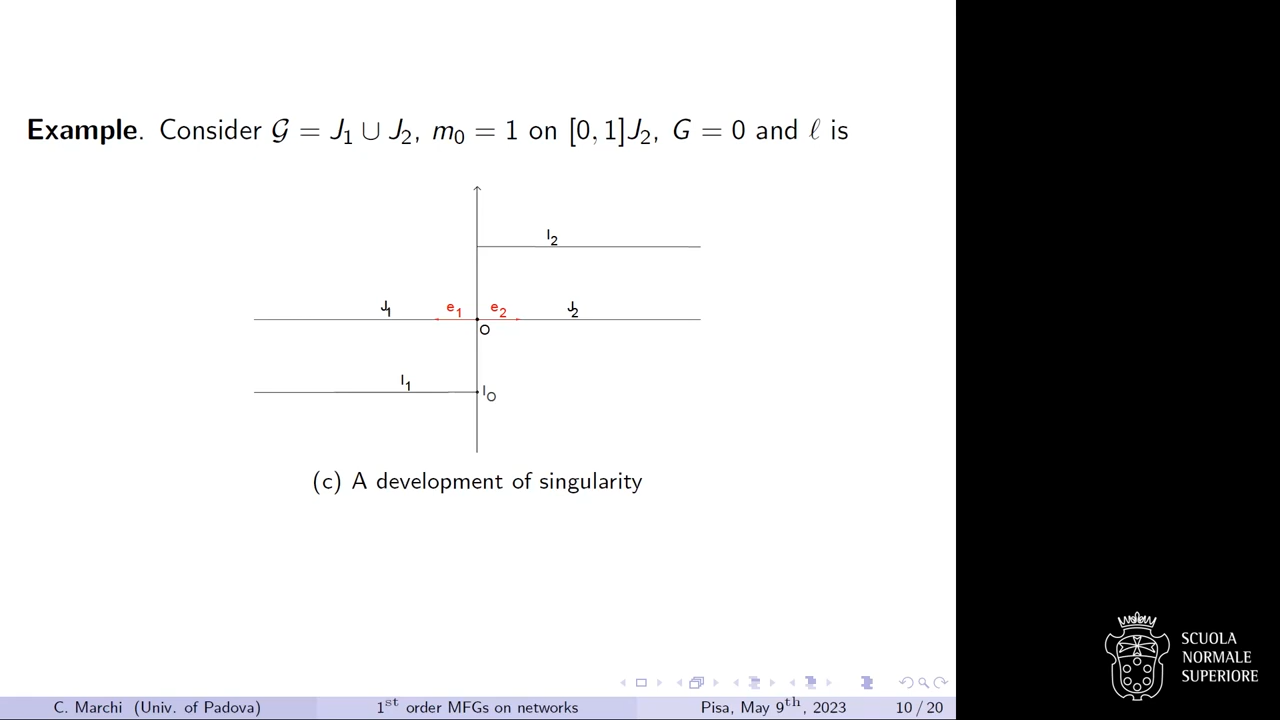 Example. Consider 𝒢 = J₁ ∪ J₂, m₀ = 1 on [0, 1]J₂, G = 0 and ℓ is
l₂
J₁ e₁ e₂ J₂
O
l₁ l₀
(c) A development of singularity
SCUOLA
NORMALE
SUPERIORE
C. Marchi (Univ. of Padova) 1ˢᵗ order MFGs on networks Pisa, May 9ᵗʰ, 2023 10 / 20